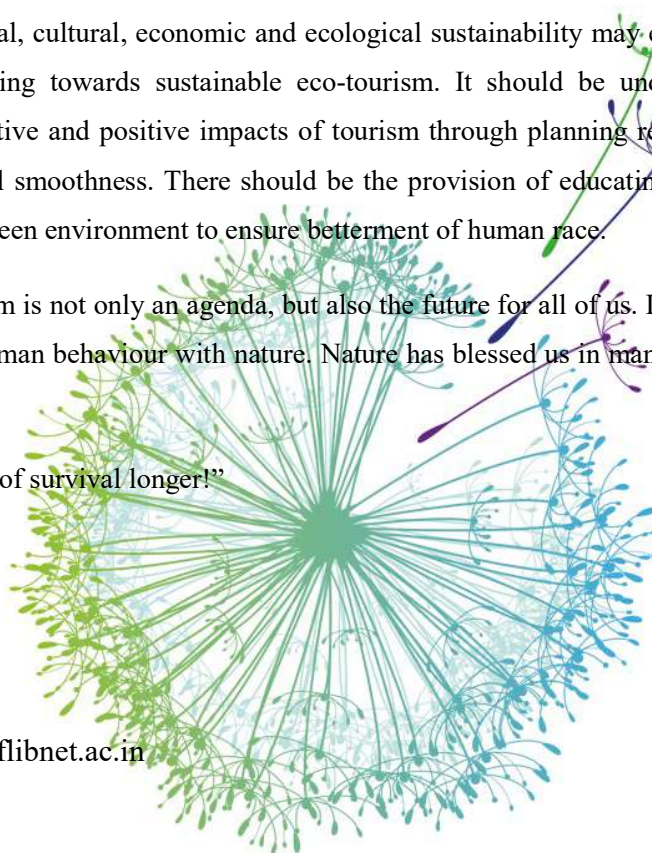 al, cultural, economic and ecological sustainability may
ing towards sustainable eco-tourism. It should be
tive and positive impacts of tourism through planning
l smoothness. There should be the provision of
een environment to ensure betterment of human race.
m is not only an agenda, but also the future for all of us.
man behaviour with nature. Nature has blessed us in
of survival longer!”
flibnet.ac.in